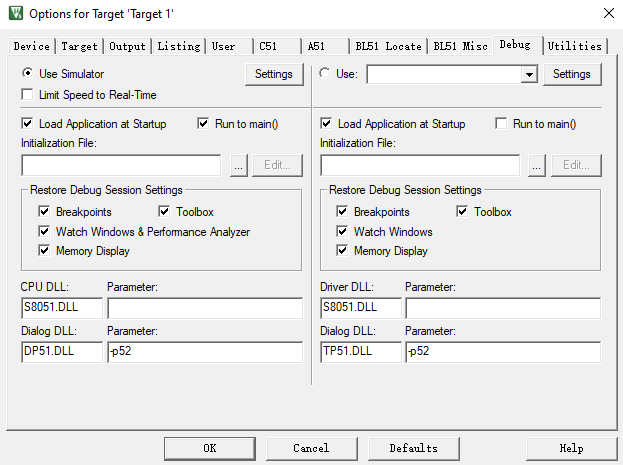 Options for Target 'Target 1'
Device Target Output Listing User C51 A51 BL51 Locate BL51 Misc Debug Utilities
Use Simulator Settings
Limit Speed to Real-Time
Load Application at Startup Run to main()
Initialization File:
... Edit...
Restore Debug Session Settings
Breakpoints Toolbox
Watch Windows & Performance Analyzer
Memory Display
CPU DLL: Parameter:
S8051.DLL
Dialog DLL: Parameter:
DP51.DLL -p52
Use: Settings
Load Application at Startup Run to main()
Initialization File:
... Edit...
Restore Debug Session Settings
Breakpoints Toolbox
Watch Windows
Memory Display
Driver DLL: Parameter:
S8051.DLL
Dialog DLL: Parameter:
TP51.DLL -p52
OK Cancel Defaults Help